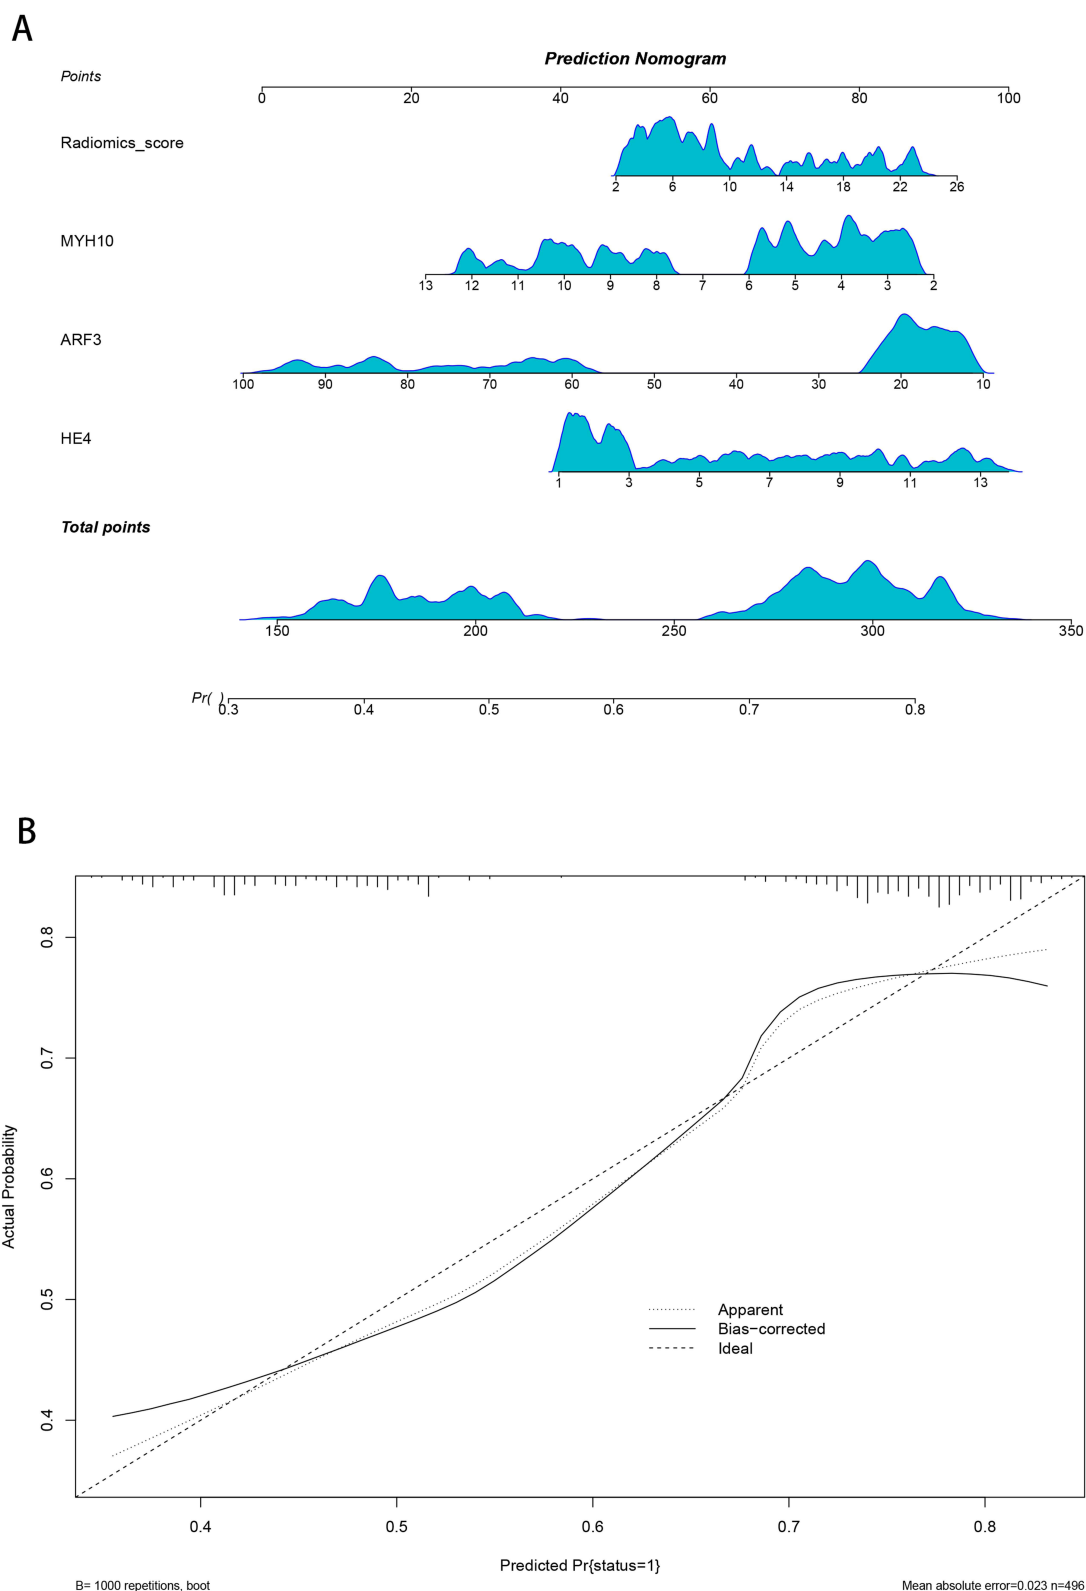 A
Prediction Nomogram
Points
0 20 40 60 80 100
Radiomics_score
2 6 10 14 18 22 26
MYH10
13 12 11 10 9 8 7 6 5 4 3 2
ARF3
100 90 80 70 60 50 40 30 20 10
HE4
1 3 5 7 9 11 13
Total points
150 200 250 300 350
Pr( )
0.3 0.4 0.5 0.6 0.7 0.8
B
0.8
0.7
0.6
0.5
0.4
Actual Probability
Apparent
Bias−corrected
Ideal
0.4 0.5 0.6 0.7 0.8
Predicted Pr{status=1}
B= 1000 repetitions, boot
Mean absolute error=0.023 n=496